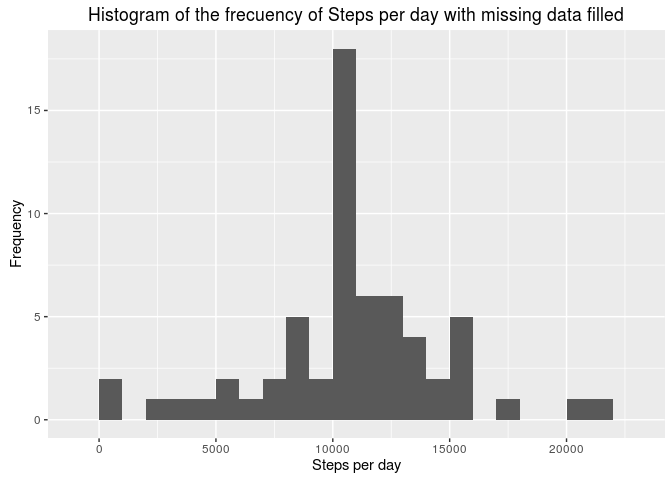 Histogram of the frecuency of Steps per day with missing data filled
15
10
5
0
Frequency
0 5000 10000 15000 20000
Steps per day